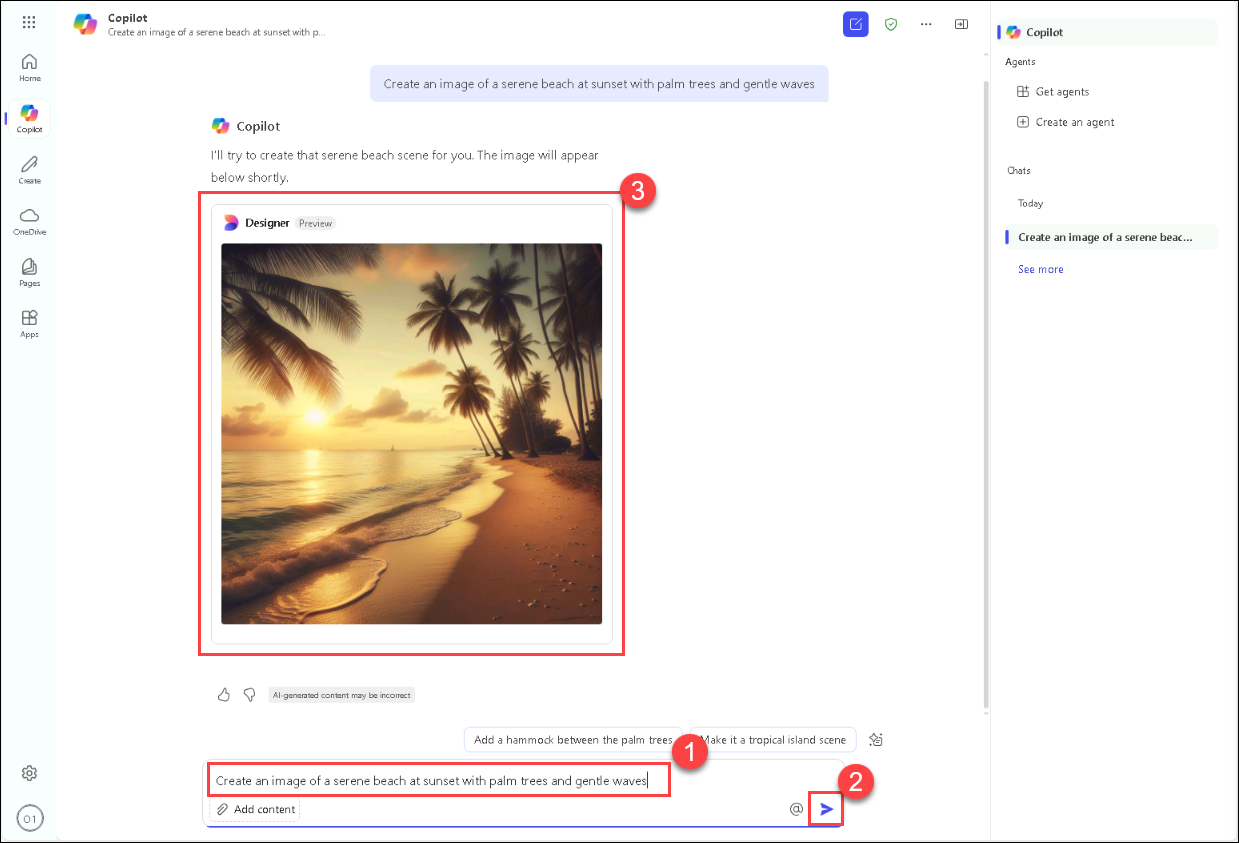 Copilot
Create an image of a serene beach at sunset with p...
Home
Copilot
Create
OneDrive
Pages
Apps
01
Create an image of a serene beach at sunset with palm trees and gentle waves
Copilot
I'll try to create that serene beach scene for you. The image will appear
below shortly.
3
Designer Preview
AI-generated content may be incorrect
Add a hammock between the palm trees
Make it a tropical island scene
1
Create an image of a serene beach at sunset with palm trees and gentle waves
2
Add content
@
Copilot
Agents
Get agents
Create an agent
Chats
Today
Create an image of a serene beac...
See more